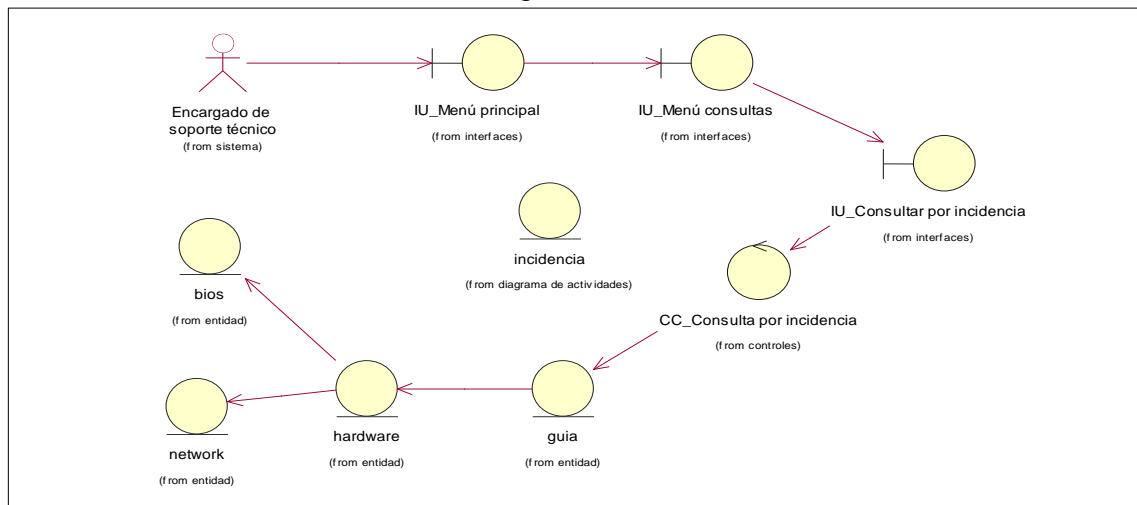 Encargado de
soporte técnico
(from sistema)
IU_Menú principal
(from interfaces)
IU_Menú consultas
(from interfaces)
IU_Consultar por incidencia
(from interfaces)
incidencia
(from diagrama de actividades)
bios
(from entidad)
CC_Consulta por incidencia
(from controles)
network
(from entidad)
hardware
(from entidad)
guia
(from entidad)